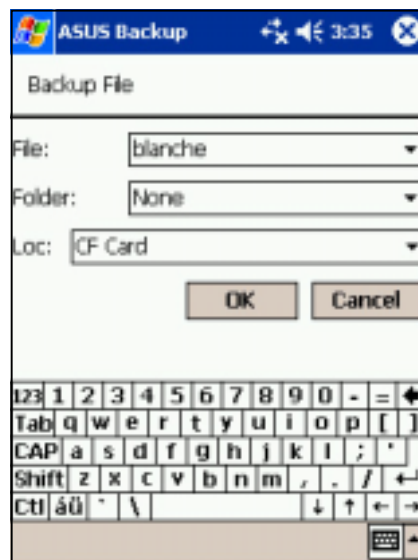 ASUS Backup 3:35
Backup File
File: blanche
Folder: None
Loc: CF Card
OK Cancel
123 1 2 3 4 5 6 7 8 9 0 - = ←
Tab q w e r t y u i o p [ ]
CAP a s d f g h j k l ; '
Shift z x c v b n m , . / ↵
Ctl áü ` \ ↓ ↑ ← →